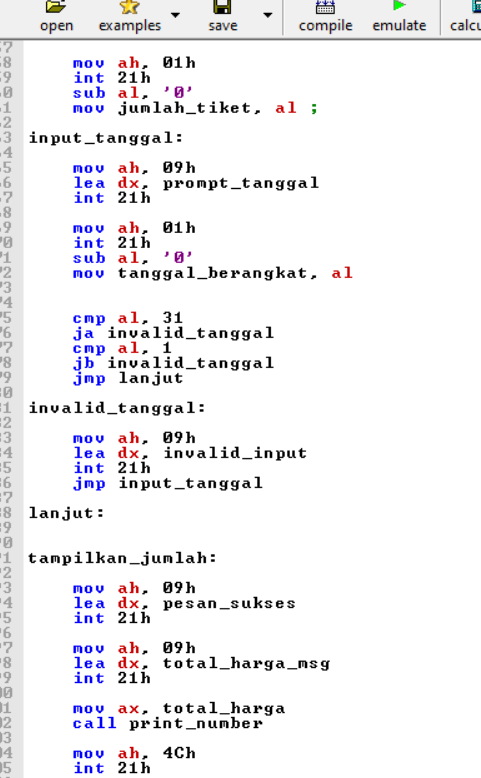 open examples save compile emulate calcu
mov ah, 01h
int 21h
sub al, '0'
mov jumlah_tiket, al ;
input_tanggal:
mov ah, 09h
lea dx, prompt_tanggal
int 21h
mov ah, 01h
int 21h
sub al, '0'
mov tanggal_berangkat, al
cmp al, 31
ja invalid_tanggal
cmp al, 1
jb invalid_tanggal
jmp lanjut
invalid_tanggal:
mov ah, 09h
lea dx, invalid_input
int 21h
jmp input_tanggal
lanjut:
tampilkan_jumlah:
mov ah, 09h
lea dx, pesan_sukses
int 21h
mov ah, 09h
lea dx, total_harga_msg
int 21h
mov ax, total_harga
call print_number
mov ah, 4Ch
int 21h